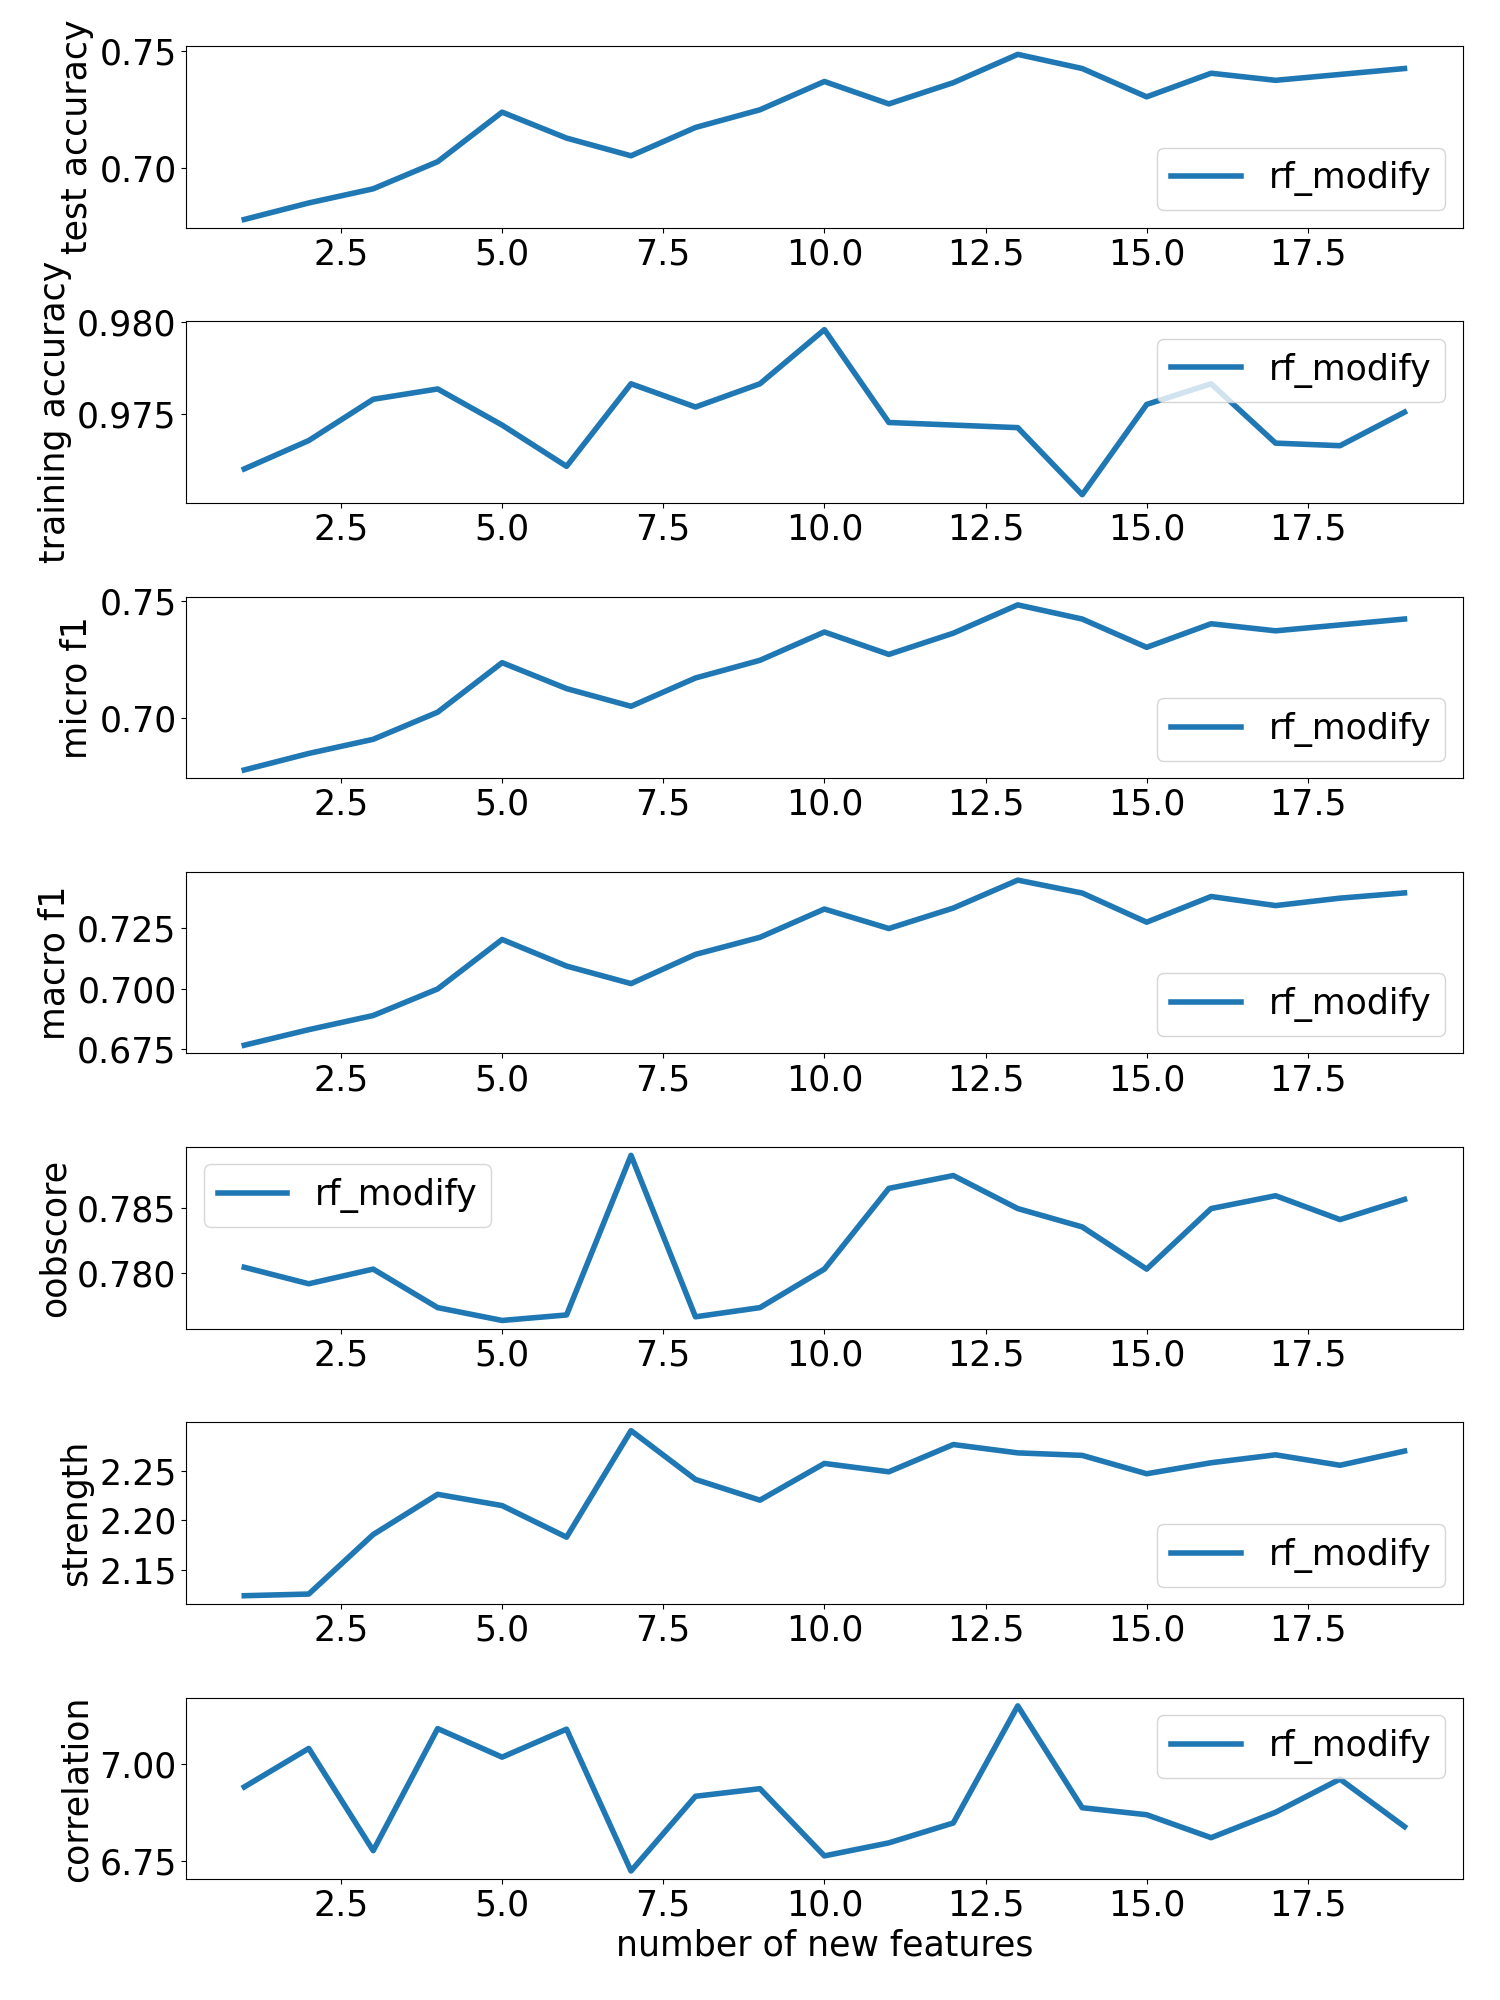 test accuracy
0.75
0.70
rf_modify
2.5 5.0 7.5 10.0 12.5 15.0 17.5
training accuracy
0.980
0.975
rf_modify
2.5 5.0 7.5 10.0 12.5 15.0 17.5
micro f1
0.75
0.70
rf_modify
2.5 5.0 7.5 10.0 12.5 15.0 17.5
macro f1
0.725
0.700
0.675
rf_modify
2.5 5.0 7.5 10.0 12.5 15.0 17.5
oobscore
0.785
0.780
rf_modify
2.5 5.0 7.5 10.0 12.5 15.0 17.5
strength
2.25
2.20
2.15
rf_modify
2.5 5.0 7.5 10.0 12.5 15.0 17.5
correlation
7.00
6.75
rf_modify
2.5 5.0 7.5 10.0 12.5 15.0 17.5
number of new features